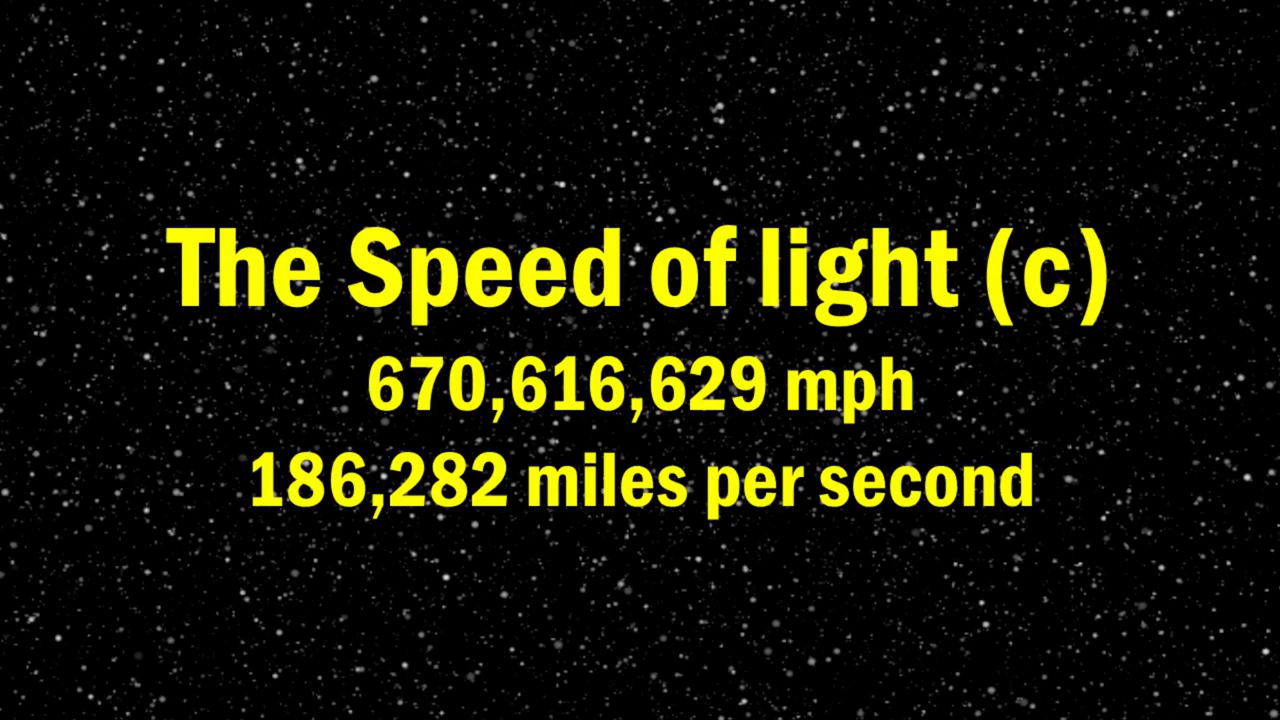 The Speed of light (c)
670,616,629 mph
186,282 miles per second